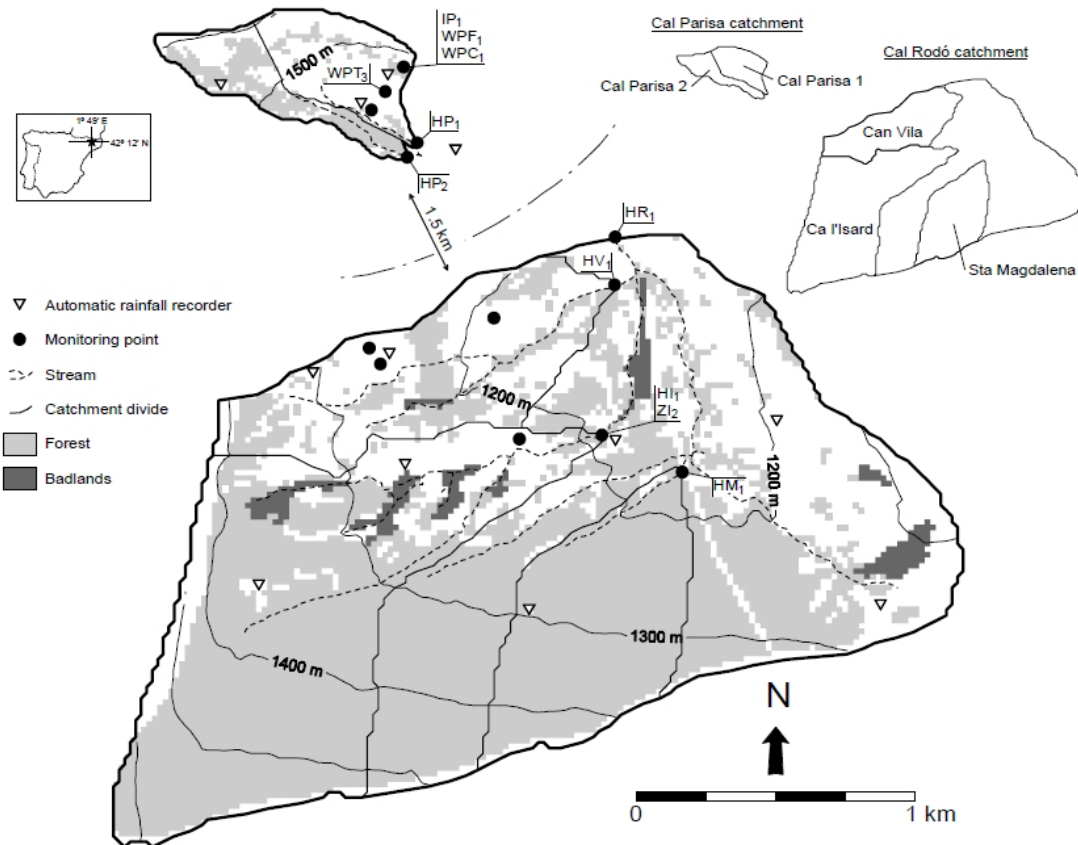 IP₁
WPF₁
WPC₁
WPT₃
1500 m
HP₁
HP₂
1,5 km
Cal Parisa catchment
Cal Parisa 2
Cal Parisa 1
Cal Rodó catchment
Can Vila
Ca l'Isard
Sta Magdalena
1º 49' E
42º 12' N
HR₁
HV₁
Automatic rainfall recorder
Monitoring point
Stream
Catchment divide
Forest
Badlands
1200 m
HI₁
ZI₂
HM₁
1200 m
1300 m
1400 m
N
0
1 km